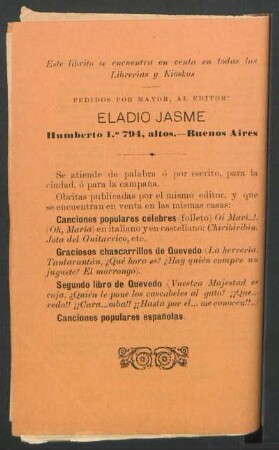 Este librito se encuentra en venta en todas las
Librerias y Kioskos
PEDIDOS POR MAYOR, AL EDITOR:
ELADIO JASME
Humberto 1.º 794, altos.—Buenos Aires
Se atiende de palabra ó por escrito, para la
ciudad, ó para la campaña.
Obritas publicadas por el mismo editor, y que
se encuentran en venta en las mismas casas:
Canciones populares célebres (folleto) Oi Marì..!.
(Oh, María) en italiano y en castellano; Chiribiribin,
Jota del Guitarrico, etc.
Graciosos chascarrillos de Quevedo (La herrería.
Tantarantán, ¿Qué hora es? ¿Hay quién compre un
juguete? El morrongo).
Segundo libro de Quevedo (Vuestra Majestad es
coja, ¿Quién le pone los cascabeles al gato? ¡¡Que...
vedo!! ¡¡Cara...mba!! ¡¡Hasta por el... me conocen!!..)
Canciones populares españolas.